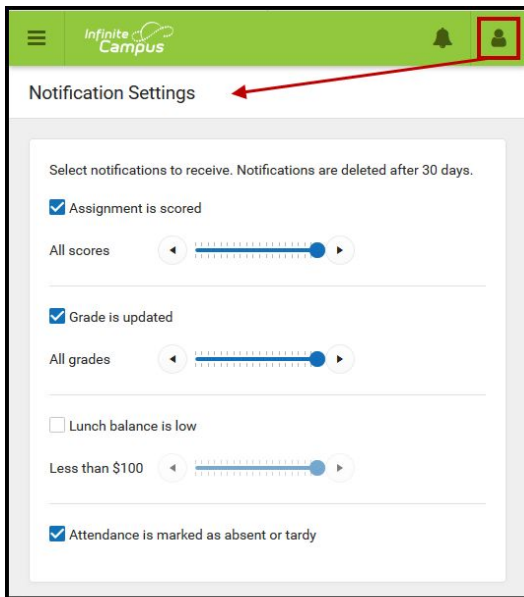 Infinite
Campus
Notification Settings
Select notifications to receive. Notifications are deleted after 30 days.
Assignment is scored
All scores
Grade is updated
All grades
Lunch balance is low
Less than $100
Attendance is marked as absent or tardy